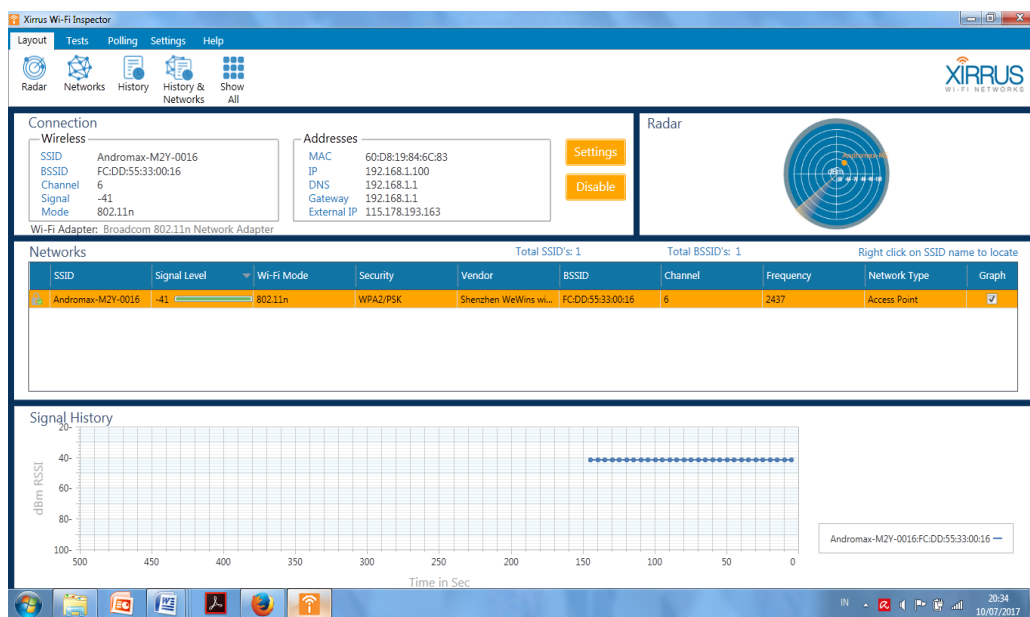 Xirrus Wi-Fi Inspector
Layout Tests Polling Settings Help
Radar Networks History History & Networks Show All
XIRRUS
WI-FI NETWORKS
Connection
Wireless
SSID Andromax-M2Y-0016
BSSID FC:DD:55:33:00:16
Channel 6
Signal -41
Mode 802.11n
Wi-Fi Adapter: Broadcom 802.11n Network Adapter
Addresses
MAC 60:D8:19:84:6C:83
IP 192.168.1.100
DNS 192.168.1.1
Gateway 192.168.1.1
External IP 115.178.193.163
Settings
Disable
Radar
Andromax-M
dBm
Networks Total SSID's: 1 Total BSSID's: 1 Right click on SSID name to locate
SSID Signal Level Wi-Fi Mode Security Vendor BSSID Channel Frequency Network Type Graph
Andromax-M2Y-0016 -41 802.11n WPA2/PSK Shenzhen WeWins wi... FC:DD:55:33:00:16 6 2437 Access Point
Signal History
20-
40-
60-
80-
100-
dBm RSSI
500 450 400 350 300 250 200 150 100 50 0
Time in Sec
Andromax-M2Y-0016:FC:DD:55:33:00:16
IN 20:34
10/07/2017